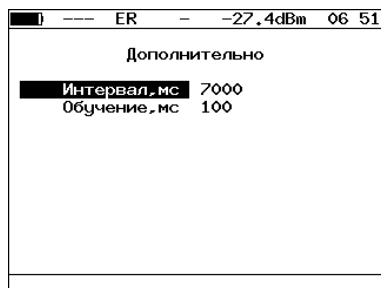 --- ER - -27.4dBm 06 51
Дополнительно
Интервал,мс 7000
Обучение,мс 100